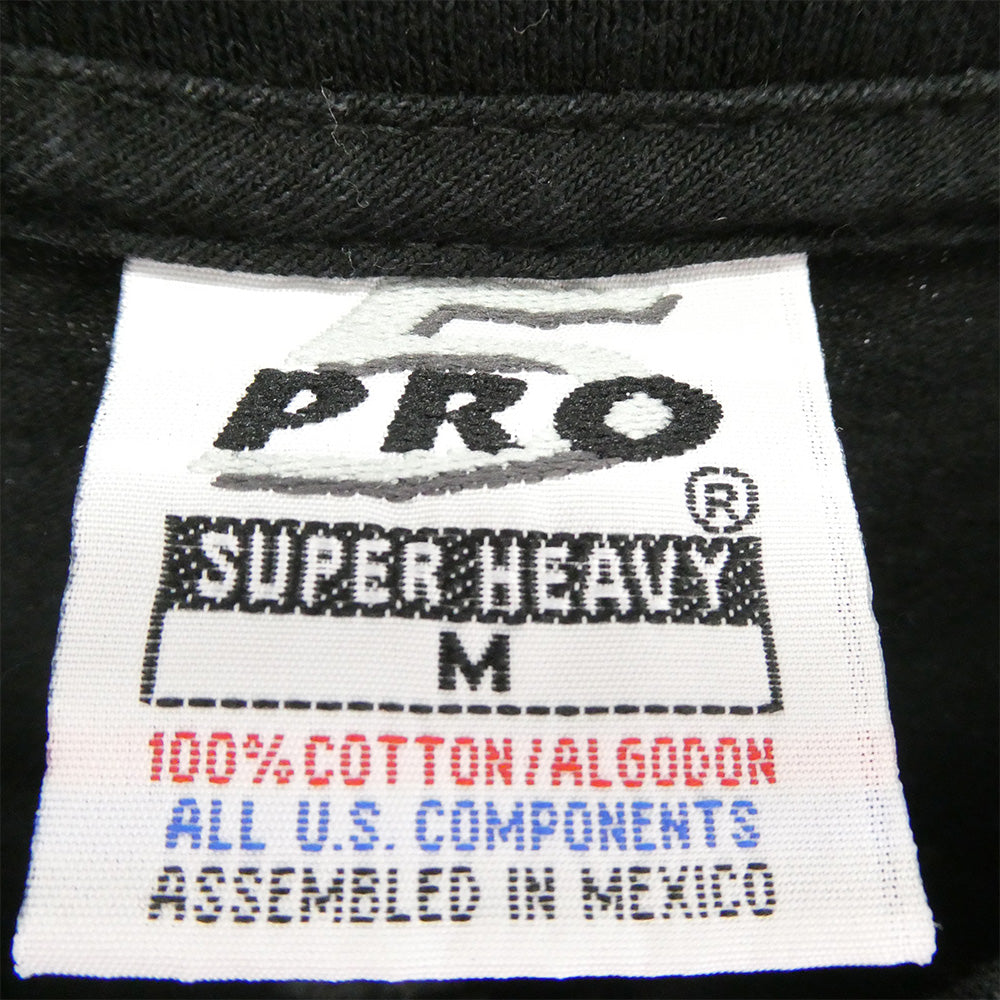 5
PRO
®
SUPER HEAVY
M
100% COTTON/ALGODON
ALL U.S. COMPONENTS
ASSEMBLED IN MEXICO